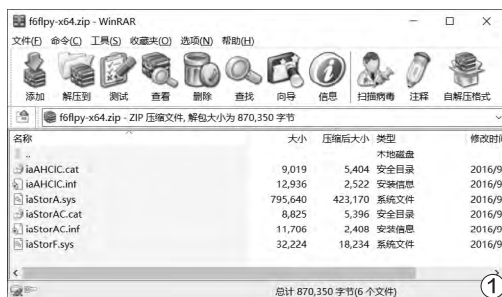 f6flpy-x64.zip - WinRAR
文件(F) 命令(C) 工具(S) 收藏夹(O) 选项(N) 帮助(H)
添加 解压到 测试 查看 删除 查找 向导 信息 扫描病毒 注释 自解压格式
f6flpy-x64.zip - ZIP 压缩文件, 解包大小为 870,350 字节
名称 大小 压缩后大小 类型 修改时间
.. 本地磁盘
iaAHCIC.cat 9,019 5,404 安全目录 2016/9
iaAHCIC.inf 12,936 2,522 安装信息 2016/9
iaStorA.sys 795,640 423,170 系统文件 2016/9
iaStorAC.cat 8,825 5,396 安全目录 2016/9
iaStorAC.inf 11,706 2,408 安装信息 2016/9
iaStorF.sys 32,224 18,234 系统文件 2016/9
总计 870,350 字节(6 个文件)
①